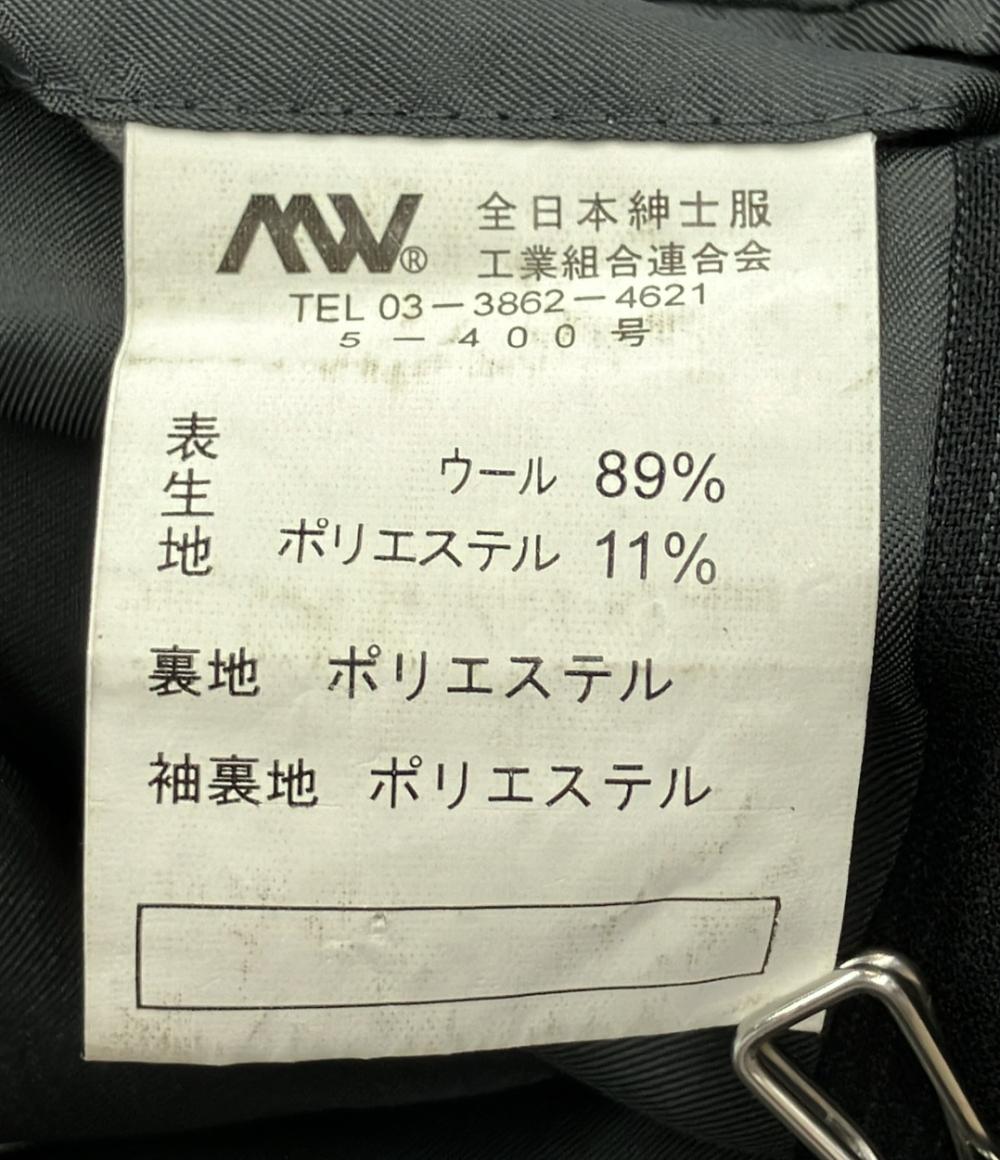 MW® 全日本紳士服
工業組合連合会
TEL 03－3862－4621
5－400号
表生地
ウール 89%
ポリエステル 11%
裏地 ポリエステル
袖裏地 ポリエステル